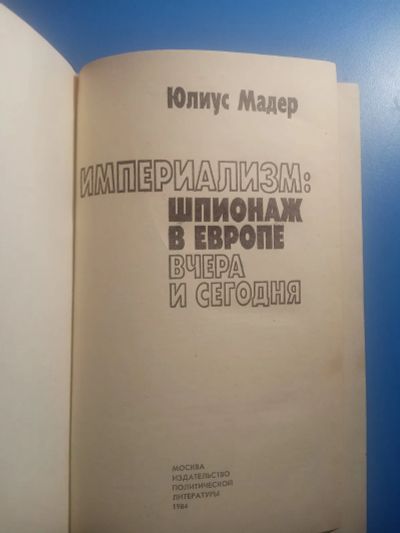 Юлиус Мадер
ИМПЕРИАЛИЗМ:
ШПИОНАЖ
В ЕВРОПЕ
ВЧЕРА
И СЕГОДНЯ
МОСКВА
ИЗДАТЕЛЬСТВО
ПОЛИТИЧЕСКОЙ
ЛИТЕРАТУРЫ
1984